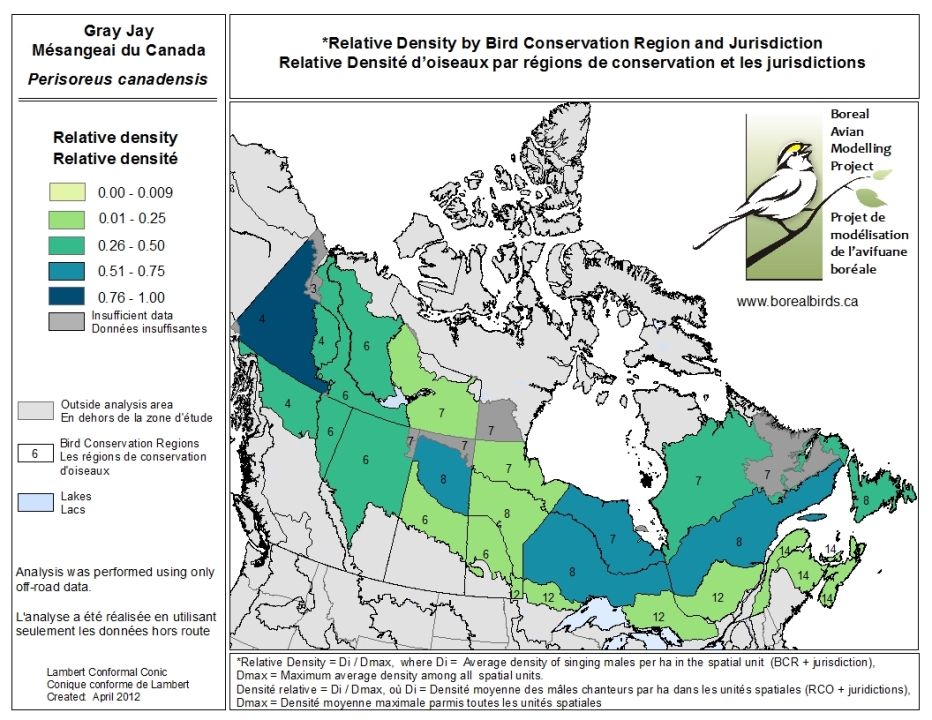 Gray Jay
Mésangeai du Canada
Perisoreus canadensis
*Relative Density by Bird Conservation Region and Jurisdiction
Relative Densité d'oiseaux par régions de conservation et les jurisdictions
Relative density
Relative densité
0.00 - 0.009
0.01 - 0.25
0.26 - 0.50
0.51 - 0.75
0.76 - 1.00
Insufficient data
Données insuffisantes
Outside analysis area
En dehors de la zone d'étude
6
Bird Conservation Regions
Les régions de conservation
d'oiseaux
Lakes
Lacs
Analysis was performed using only
off-road data.
L'analyse a été réalisée en utilisant
seulement les données hors route
Lambert Conformal Conic
Conique conforme de Lambert
Created: April 2012
Boreal
Avian
Modelling
Project
Projet de
modélisation
de l'avifuane
boréale
www.borealbirds.ca
3
4
4
6
6
4
6
6
7
7
7
7
7
8
8
6
6
7
8
12
12
12
7
7
8
8
14
14
14
14
*Relative Density = Di / Dmax, where Di = Average density of singing males per ha in the spatial unit (BCR + jurisdiction),
Dmax = Maximum average density among all spatial units.
Densité relative = Di / Dmax, où Di = Densité moyenne des mâles chanteurs par ha dans les unités spatiales (RCO + juridictions),
Dmax = Densité moyenne maximale parmis toutes les unités spatiales